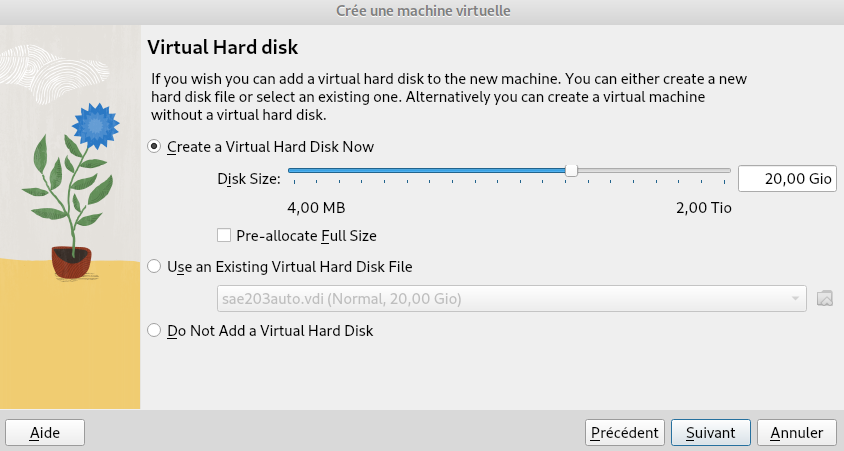 Crée une machine virtuelle
Virtual Hard disk
If you wish you can add a virtual hard disk to the new machine. You can either create a new
hard disk file or select an existing one. Alternatively you can create a virtual machine
without a virtual hard disk.
Create a Virtual Hard Disk Now
Disk Size:
20,00 Gio
4,00 MB
2,00 Tio
Pre-allocate Full Size
Use an Existing Virtual Hard Disk File
sae203auto.vdi (Normal, 20,00 Gio)
Do Not Add a Virtual Hard Disk
Aide
Précédent
Suivant
Annuler